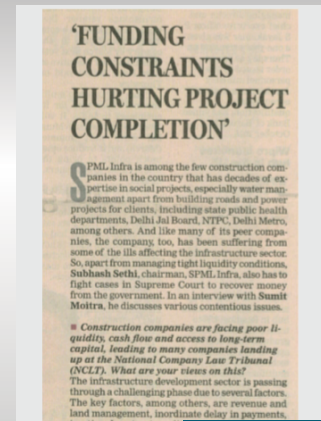 ‘FUNDING
CONSTRAINTS
HURTING PROJECT
COMPLETION’
SPML Infra is among the few construction com-
panies in the country that has decades of ex-
pertise in social projects, especially water man-
agement apart from building roads and power
projects for clients, including state public health
departments, Delhi Jal Board, NTPC, Delhi Metro,
among others. And like many of its peer compa-
nies, the company, too, has been suffering from
some of the ills affecting the infrastructure sector.
So, apart from managing tight liquidity conditions,
Subhash Sethi, chairman, SPML Infra, also has to
fight cases in Supreme Court to recover money
from the government. In an interview with Sumit
Moitra, he discusses various contentious issues.
■ Construction companies are facing poor li-
quidity, cash flow and access to long-term
capital, leading to many companies landing
up at the National Company Law Tribunal
(NCLT). What are your views on this?
The infrastructure development sector is passing
through a challenging phase due to several factors.
The key factors, among others, are revenue and
land management, inordinate delay in payments,